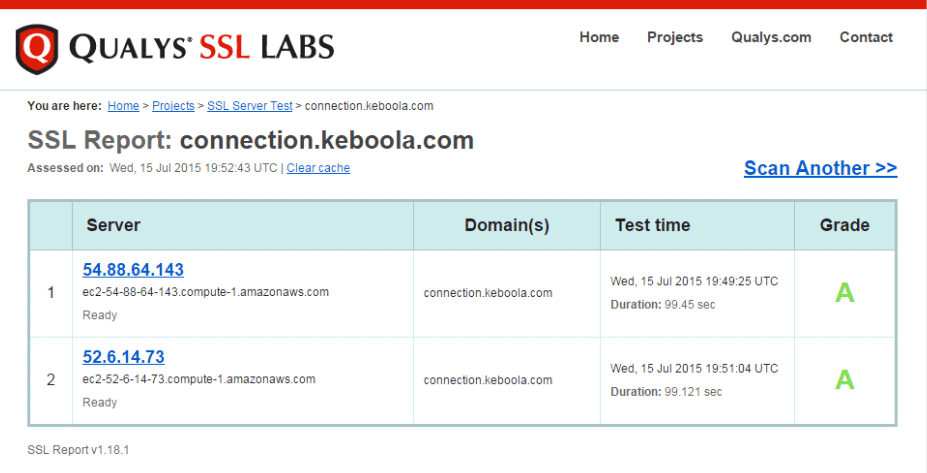 QUALYS® SSL LABS
Home Projects Qualys.com Contact
You are here: Home > Projects > SSL Server Test > connection.keboola.com
SSL Report: connection.keboola.com
Assessed on: Wed, 15 Jul 2015 19:52:43 UTC | Clear cache
Scan Another >>
Server Domain(s) Test time Grade
1
54.88.64.143
ec2-54-88-64-143.compute-1.amazonaws.com
Ready
connection.keboola.com
Wed, 15 Jul 2015 19:49:25 UTC
Duration: 99.45 sec
A
2
52.6.14.73
ec2-52-6-14-73.compute-1.amazonaws.com
Ready
connection.keboola.com
Wed, 15 Jul 2015 19:51:04 UTC
Duration: 99.121 sec
A
SSL Report v1.18.1